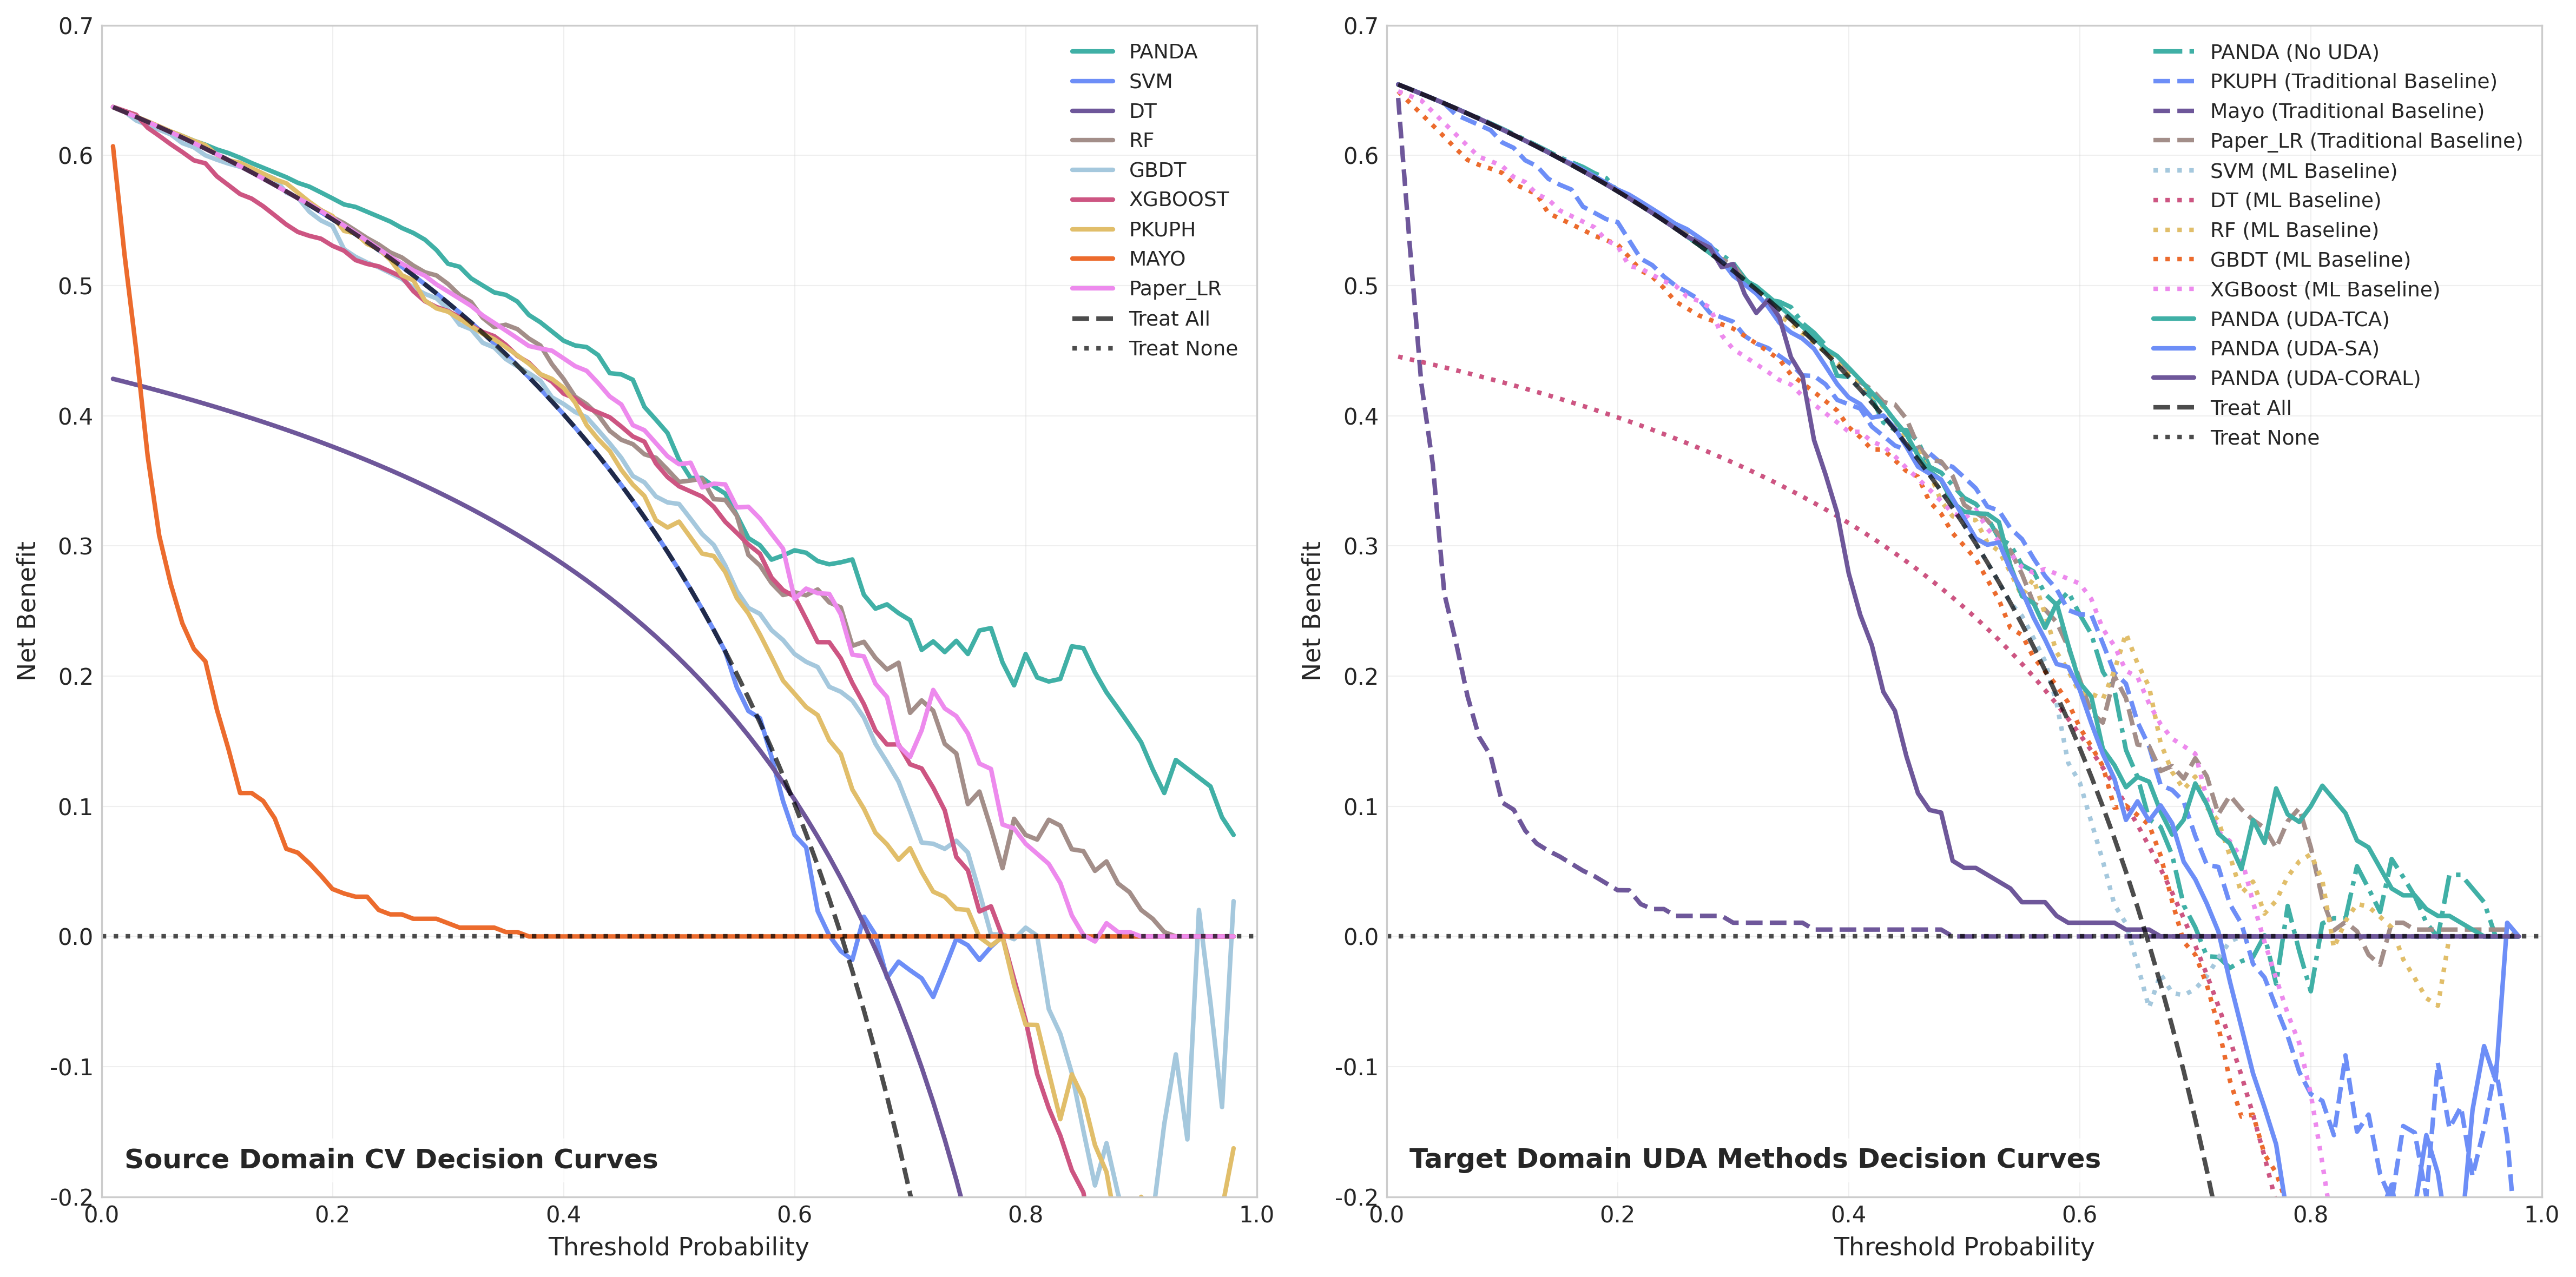 0.7
0.6
0.5
0.4
0.3
0.2
0.1
0.0
-0.1
-0.2
Net Benefit
PANDA
SVM
DT
RF
GBDT
XGBOOST
PKUPH
MAYO
Paper_LR
Treat All
Treat None
Source Domain CV Decision Curves
0.0 0.2 0.4 0.6 0.8 1.0
Threshold Probability
0.7
0.6
0.5
0.4
0.3
0.2
0.1
0.0
-0.1
-0.2
Net Benefit
PANDA (No UDA)
PKUPH (Traditional Baseline)
Mayo (Traditional Baseline)
Paper_LR (Traditional Baseline)
SVM (ML Baseline)
DT (ML Baseline)
RF (ML Baseline)
GBDT (ML Baseline)
XGBoost (ML Baseline)
PANDA (UDA-TCA)
PANDA (UDA-SA)
PANDA (UDA-CORAL)
Treat All
Treat None
Target Domain UDA Methods Decision Curves
0.0 0.2 0.4 0.6 0.8 1.0
Threshold Probability